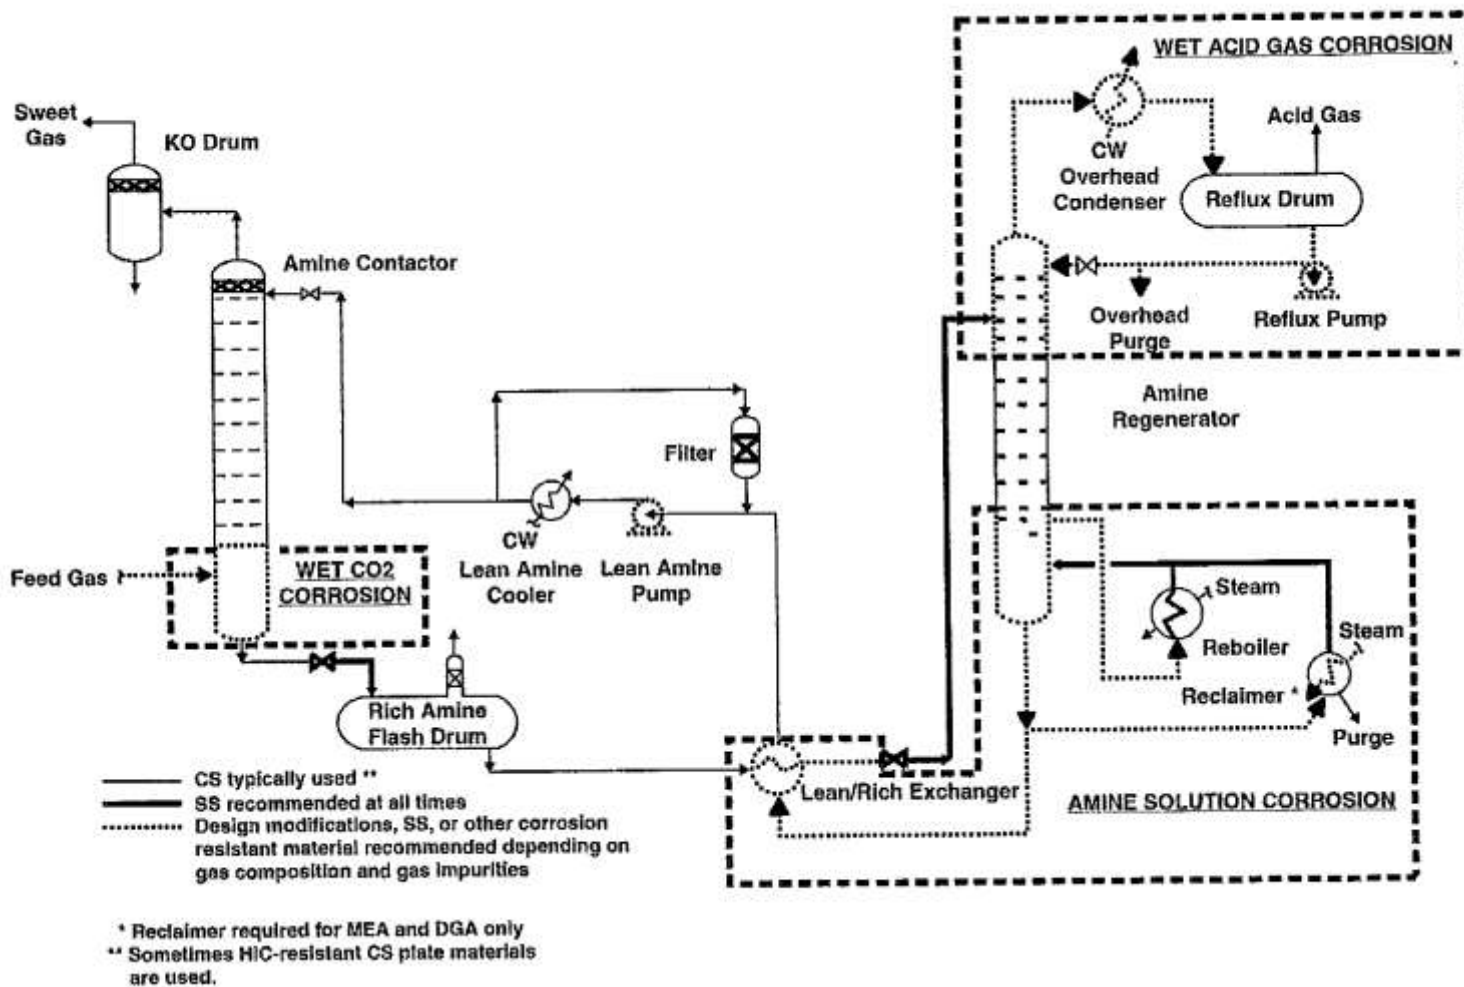 WET ACID GAS CORROSION
Sweet
Gas
KO Drum
Acid Gas
CW
Overhead
Condenser
Reflux Drum
Amine Contactor
Overhead
Purge
Reflux Pump
Amine
Regenerator
Filter
CW
Lean Amine
Cooler
Lean Amine
Pump
Feed Gas
WET CO2
CORROSION
Steam
Reboiler
Steam
Reclaimer *
Purge
Rich Amine
Flash Drum
Lean/Rich Exchanger
AMINE SOLUTION CORROSION
CS typically used **
SS recommended at all times
Design modifications, SS, or other corrosion
resistant material recommended depending on
gas composition and gas impurities
* Reclaimer required for MEA and DGA only
** Sometimes HIC-resistant CS plate materials
are used.